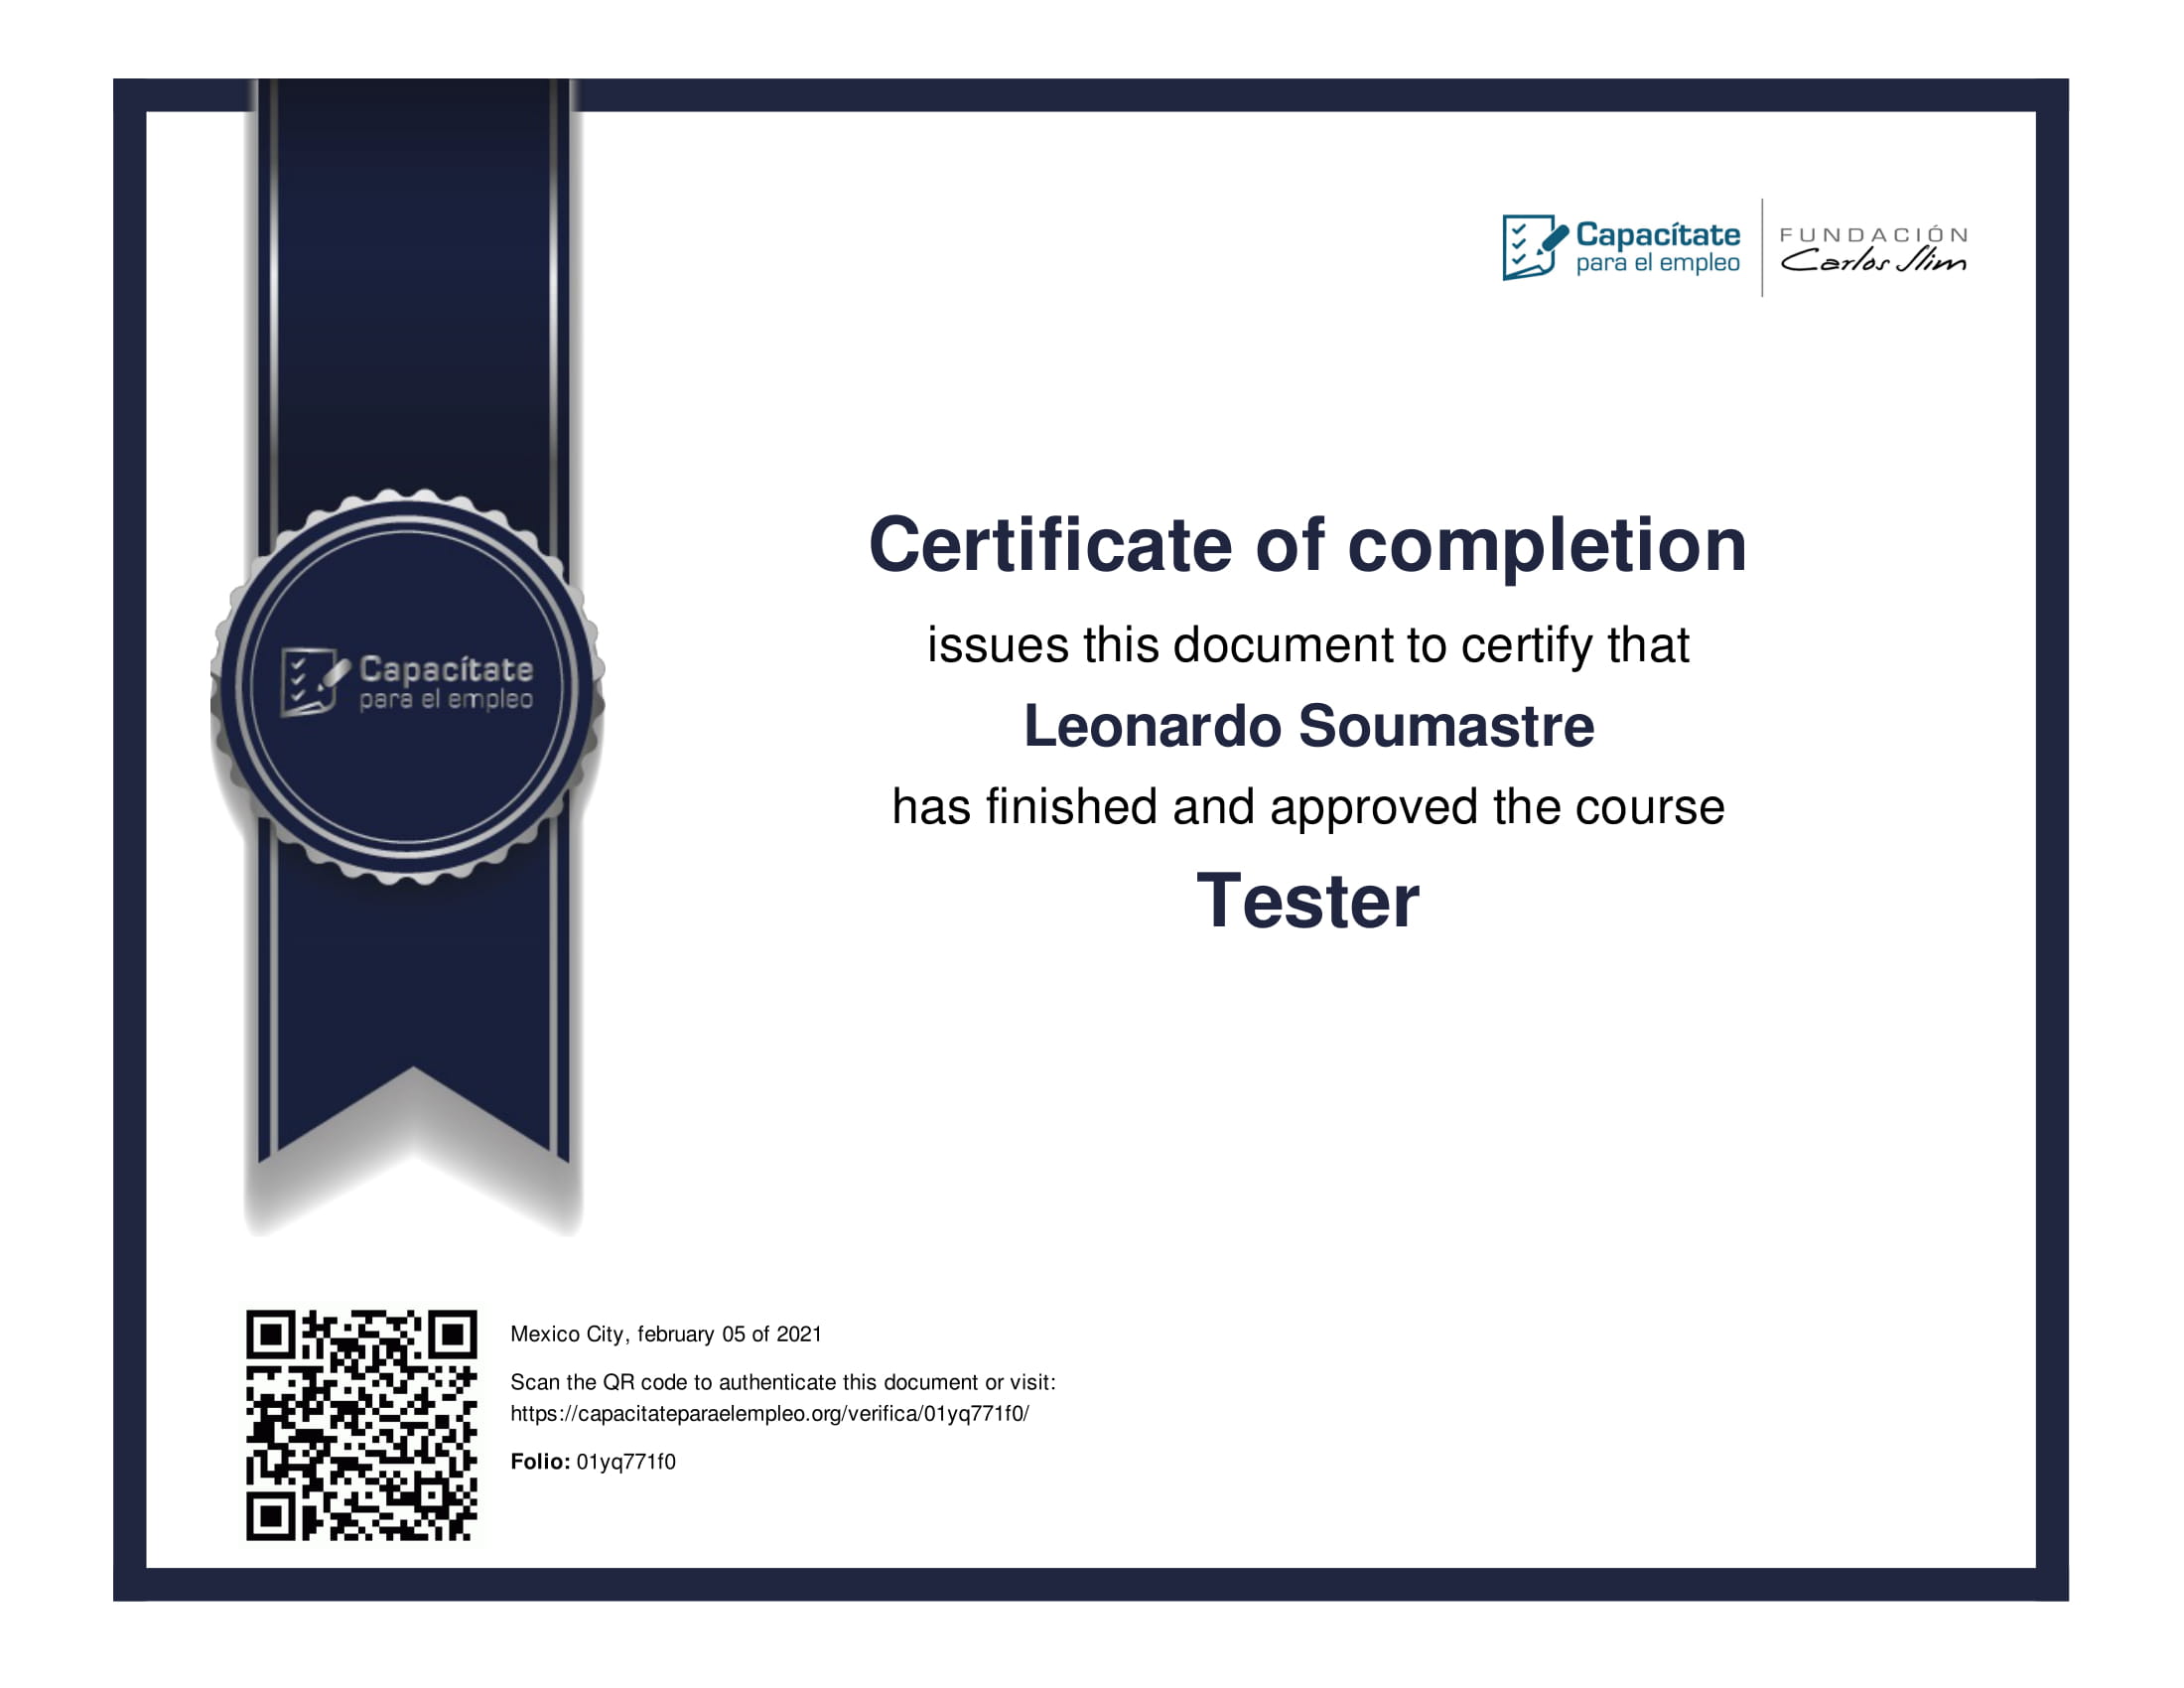 Capacítate
para el empleo
FUNDACIÓN
Carlos Slim
Certificate of completion
issues this document to certify that
Leonardo Soumastre
has finished and approved the course
Tester
Capacítate
para el empleo
Mexico City, february 05 of 2021
Scan the QR code to authenticate this document or visit:
https://capacitateparaelempleo.org/verifica/01yq771f0/
Folio: 01yq771f0